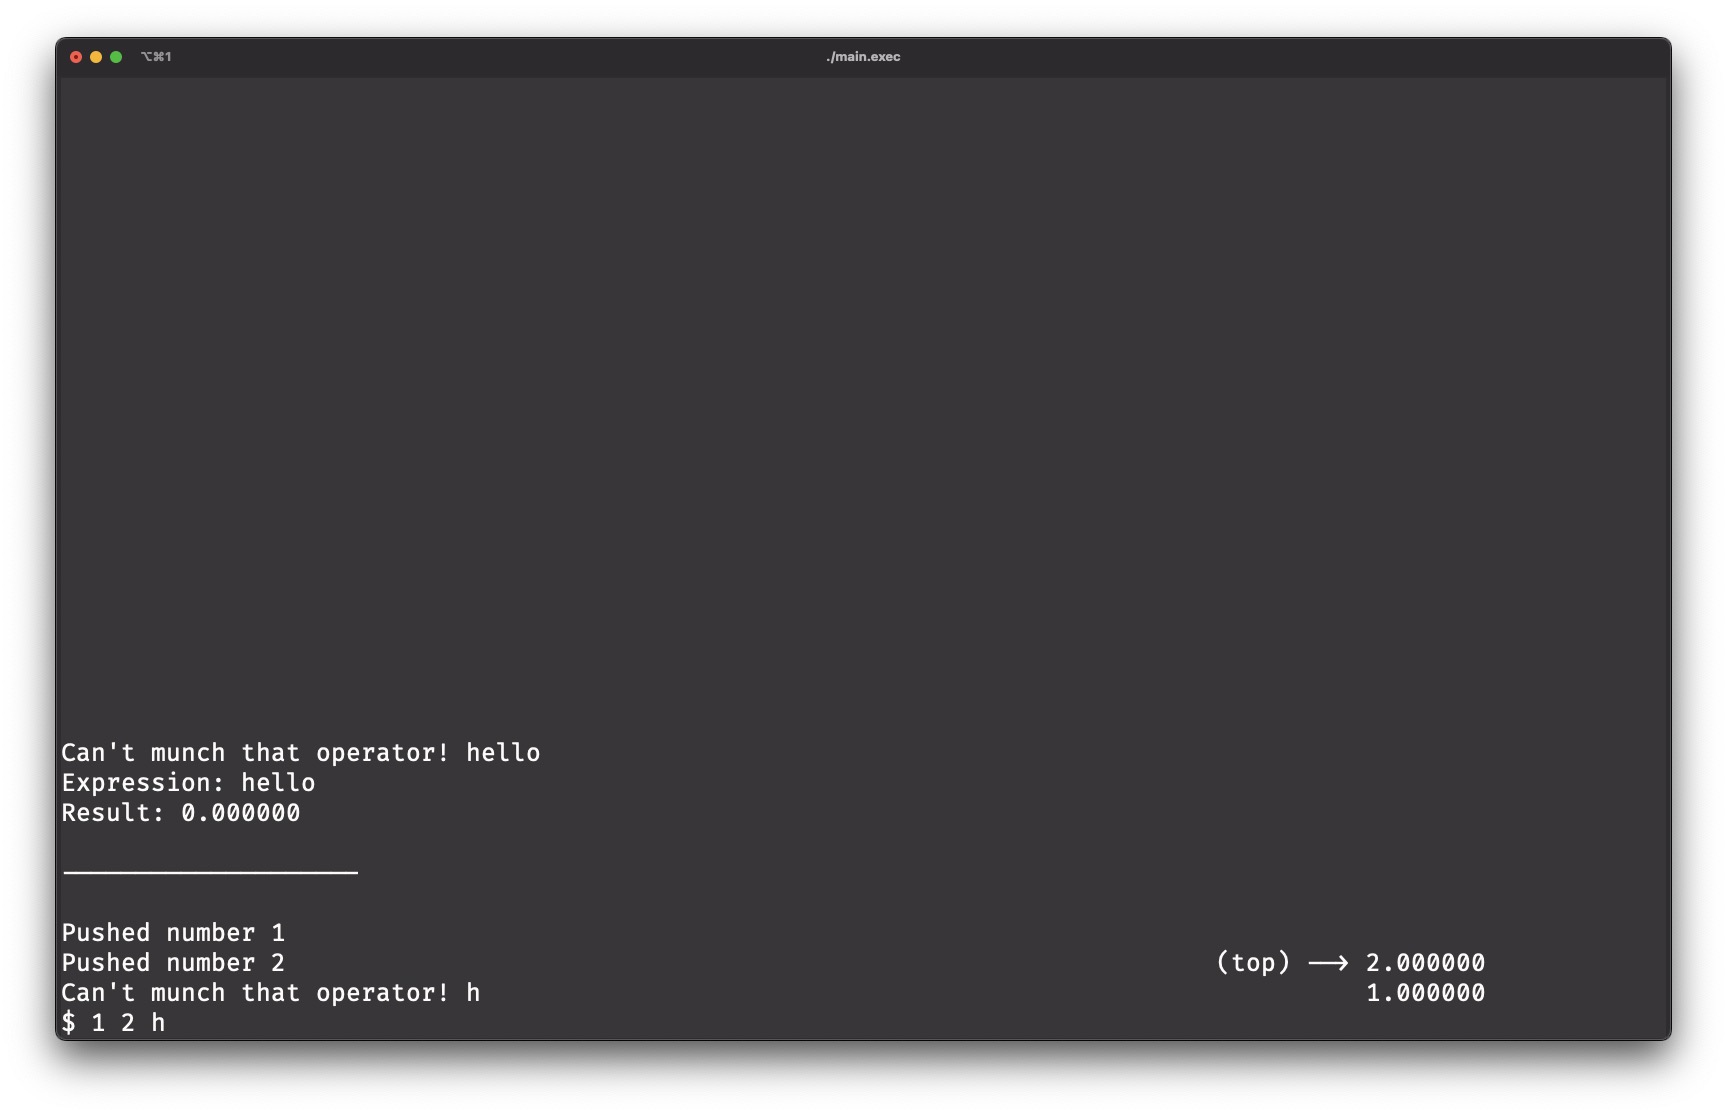 ⌥⌘1
./main.exec
Can't munch that operator! hello
Expression: hello
Result: 0.000000
Pushed number 1
Pushed number 2
(top) ⟶ 2.000000
Can't munch that operator! h
1.000000
$ 1 2 h